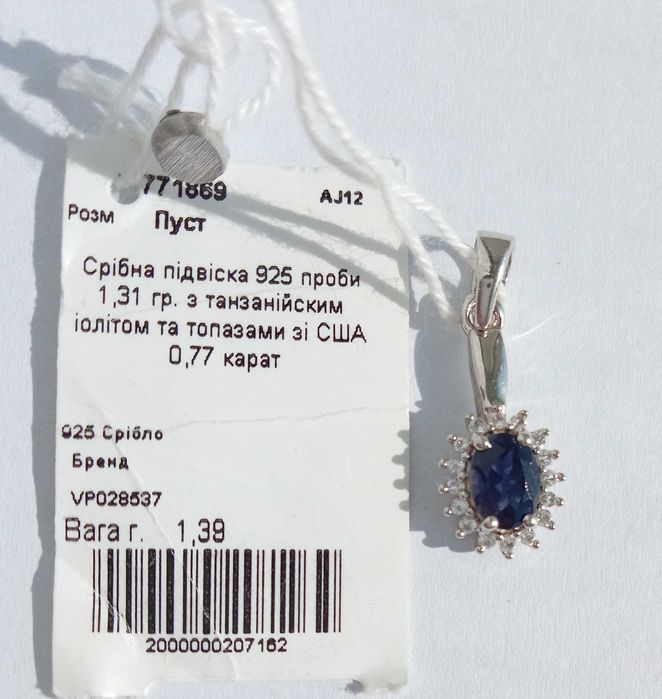 771869
AJ12
Розм Пуст
Срібна підвіска 925 проби
1,31 гр. з танзанійським
іолітом та топазами зі США
0,77 карат
925 Срібло
Бренд
VP028537
Вага г. 1,39
2000000207162